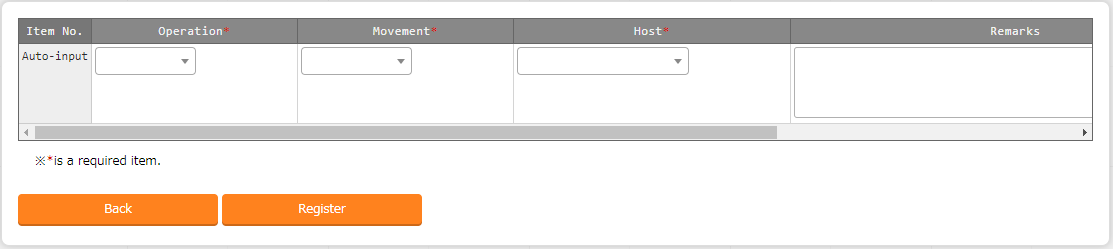 Item No. Operation* Movement* Host* Remarks
Auto-input
※*is a required item.
Back Register